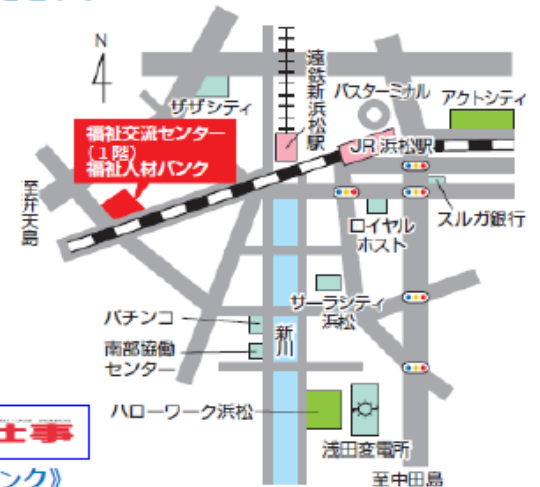 N
ザザシティ
遠鉄新浜松駅
バスターミナル
アクトシティ
福祉交流センター
(1階)
福祉人材バンク
JR 浜松駅
至弁天島
ロイヤル
ホスト
スルガ銀行
サーラシティ
浜松
パチンコ
新川
南部協働
センター
ハローワーク浜松
浅田変電所
仕事
ンク》
至中田島